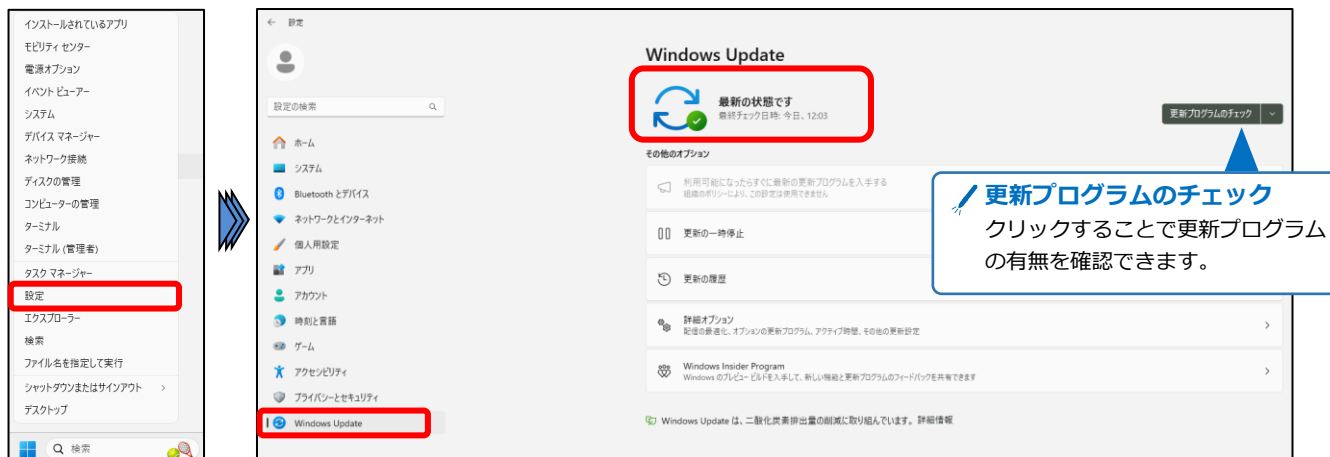 インストールされているアプリ
モビリティ センター
電源オプション
イベント ビューアー
システム
デバイス マネージャー
ネットワーク接続
ディスクの管理
コンピューターの管理
ターミナル
ターミナル (管理者)
タスク マネージャー
設定
エクスプローラー
検索
ファイル名を指定して実行
シャットダウンまたはサインアウト
デスクトップ
検索
設定
設定の検索
ホーム
システム
Bluetooth とデバイス
ネットワークとインターネット
個人用設定
アプリ
アカウント
時刻と言語
ゲーム
アクセシビリティ
プライバシーとセキュリティ
Windows Update
Windows Update
最新の状態です
最終チェック日時: 今日、12:03
更新プログラムのチェック
その他のオプション
利用可能になったらすぐに最新の更新プログラムを入手する
組織のポリシーにより、この設定は使用できません
更新の一時停止
更新の履歴
詳細オプション
配信の最適化、オプションの更新プログラム、アクティブ時間、その他の更新設定
Windows Insider Program
Windows のプレビュー ビルドを入手して、新しい機能と更新プログラムのフィードバックを共有できます
Windows Update は、二酸化炭素排出量の削減に取り組んでいます。 詳細情報
更新プログラムのチェック
クリックすることで更新プログラム
の有無を確認できます。